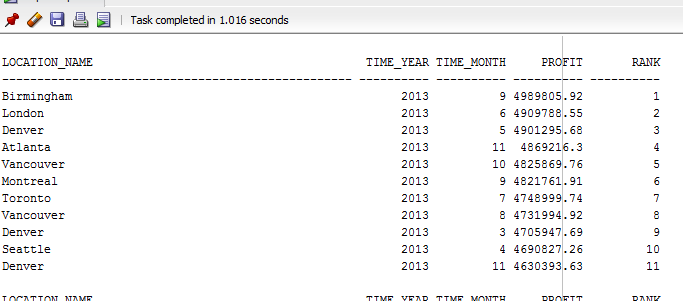 Task completed in 1.016 seconds
LOCATION_NAME TIME_YEAR TIME_MONTH PROFIT RANK
-------------------------------------------------- ---------- ---------- ---------- ----------
Birmingham 2013 9 4989805.92 1
London 2013 6 4909788.55 2
Denver 2013 5 4901295.68 3
Atlanta 2013 11 4869216.3 4
Vancouver 2013 10 4825869.76 5
Montreal 2013 9 4821761.91 6
Toronto 2013 7 4748999.74 7
Vancouver 2013 8 4731994.92 8
Denver 2013 3 4705947.69 9
Seattle 2013 4 4690827.26 10
Denver 2013 11 4630393.63 11
LOCATION_NAME TIME_YEAR TIME_MONTH PROFIT RANK